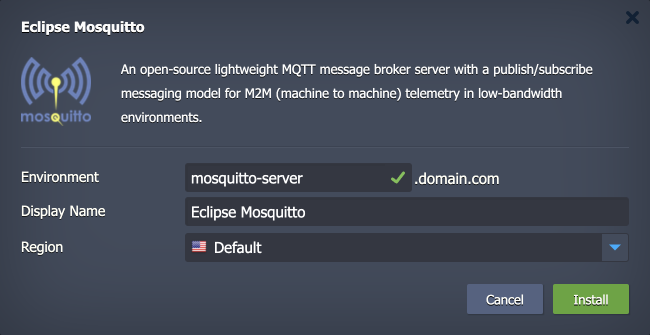 Eclipse Mosquitto
mosquitto
An open-source lightweight MQTT message broker server with a publish/subscribe
messaging model for M2M (machine to machine) telemetry in low-bandwidth
environments.
Environment mosquitto-server .domain.com
Display Name Eclipse Mosquitto
Region Default
Cancel Install